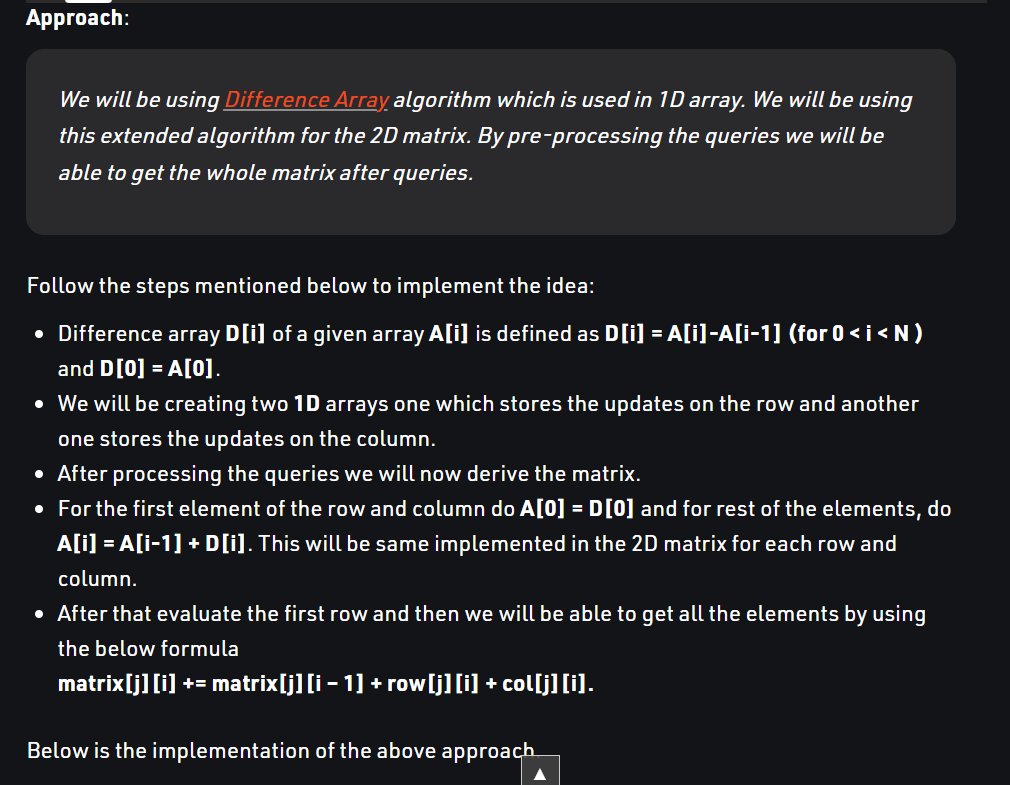 Approach:
We will be using Difference Array algorithm which is used in 1D array. We will be using
this extended algorithm for the 2D matrix. By pre-processing the queries we will be
able to get the whole matrix after queries.
Follow the steps mentioned below to implement the idea:
• Difference array D[i] of a given array A[i] is defined as D[i] = A[i]-A[i-1] (for 0 < i < N )
and D[0] = A[0].
• We will be creating two 1D arrays one which stores the updates on the row and another
one stores the updates on the column.
• After processing the queries we will now derive the matrix.
• For the first element of the row and column do A[0] = D[0] and for rest of the elements, do
A[i] = A[i-1] + D[i]. This will be same implemented in the 2D matrix for each row and
column.
• After that evaluate the first row and then we will be able to get all the elements by using
the below formula
matrix[j][i] += matrix[j][i – 1] + row[j][i] + col[j][i].
Below is the implementation of the above approach